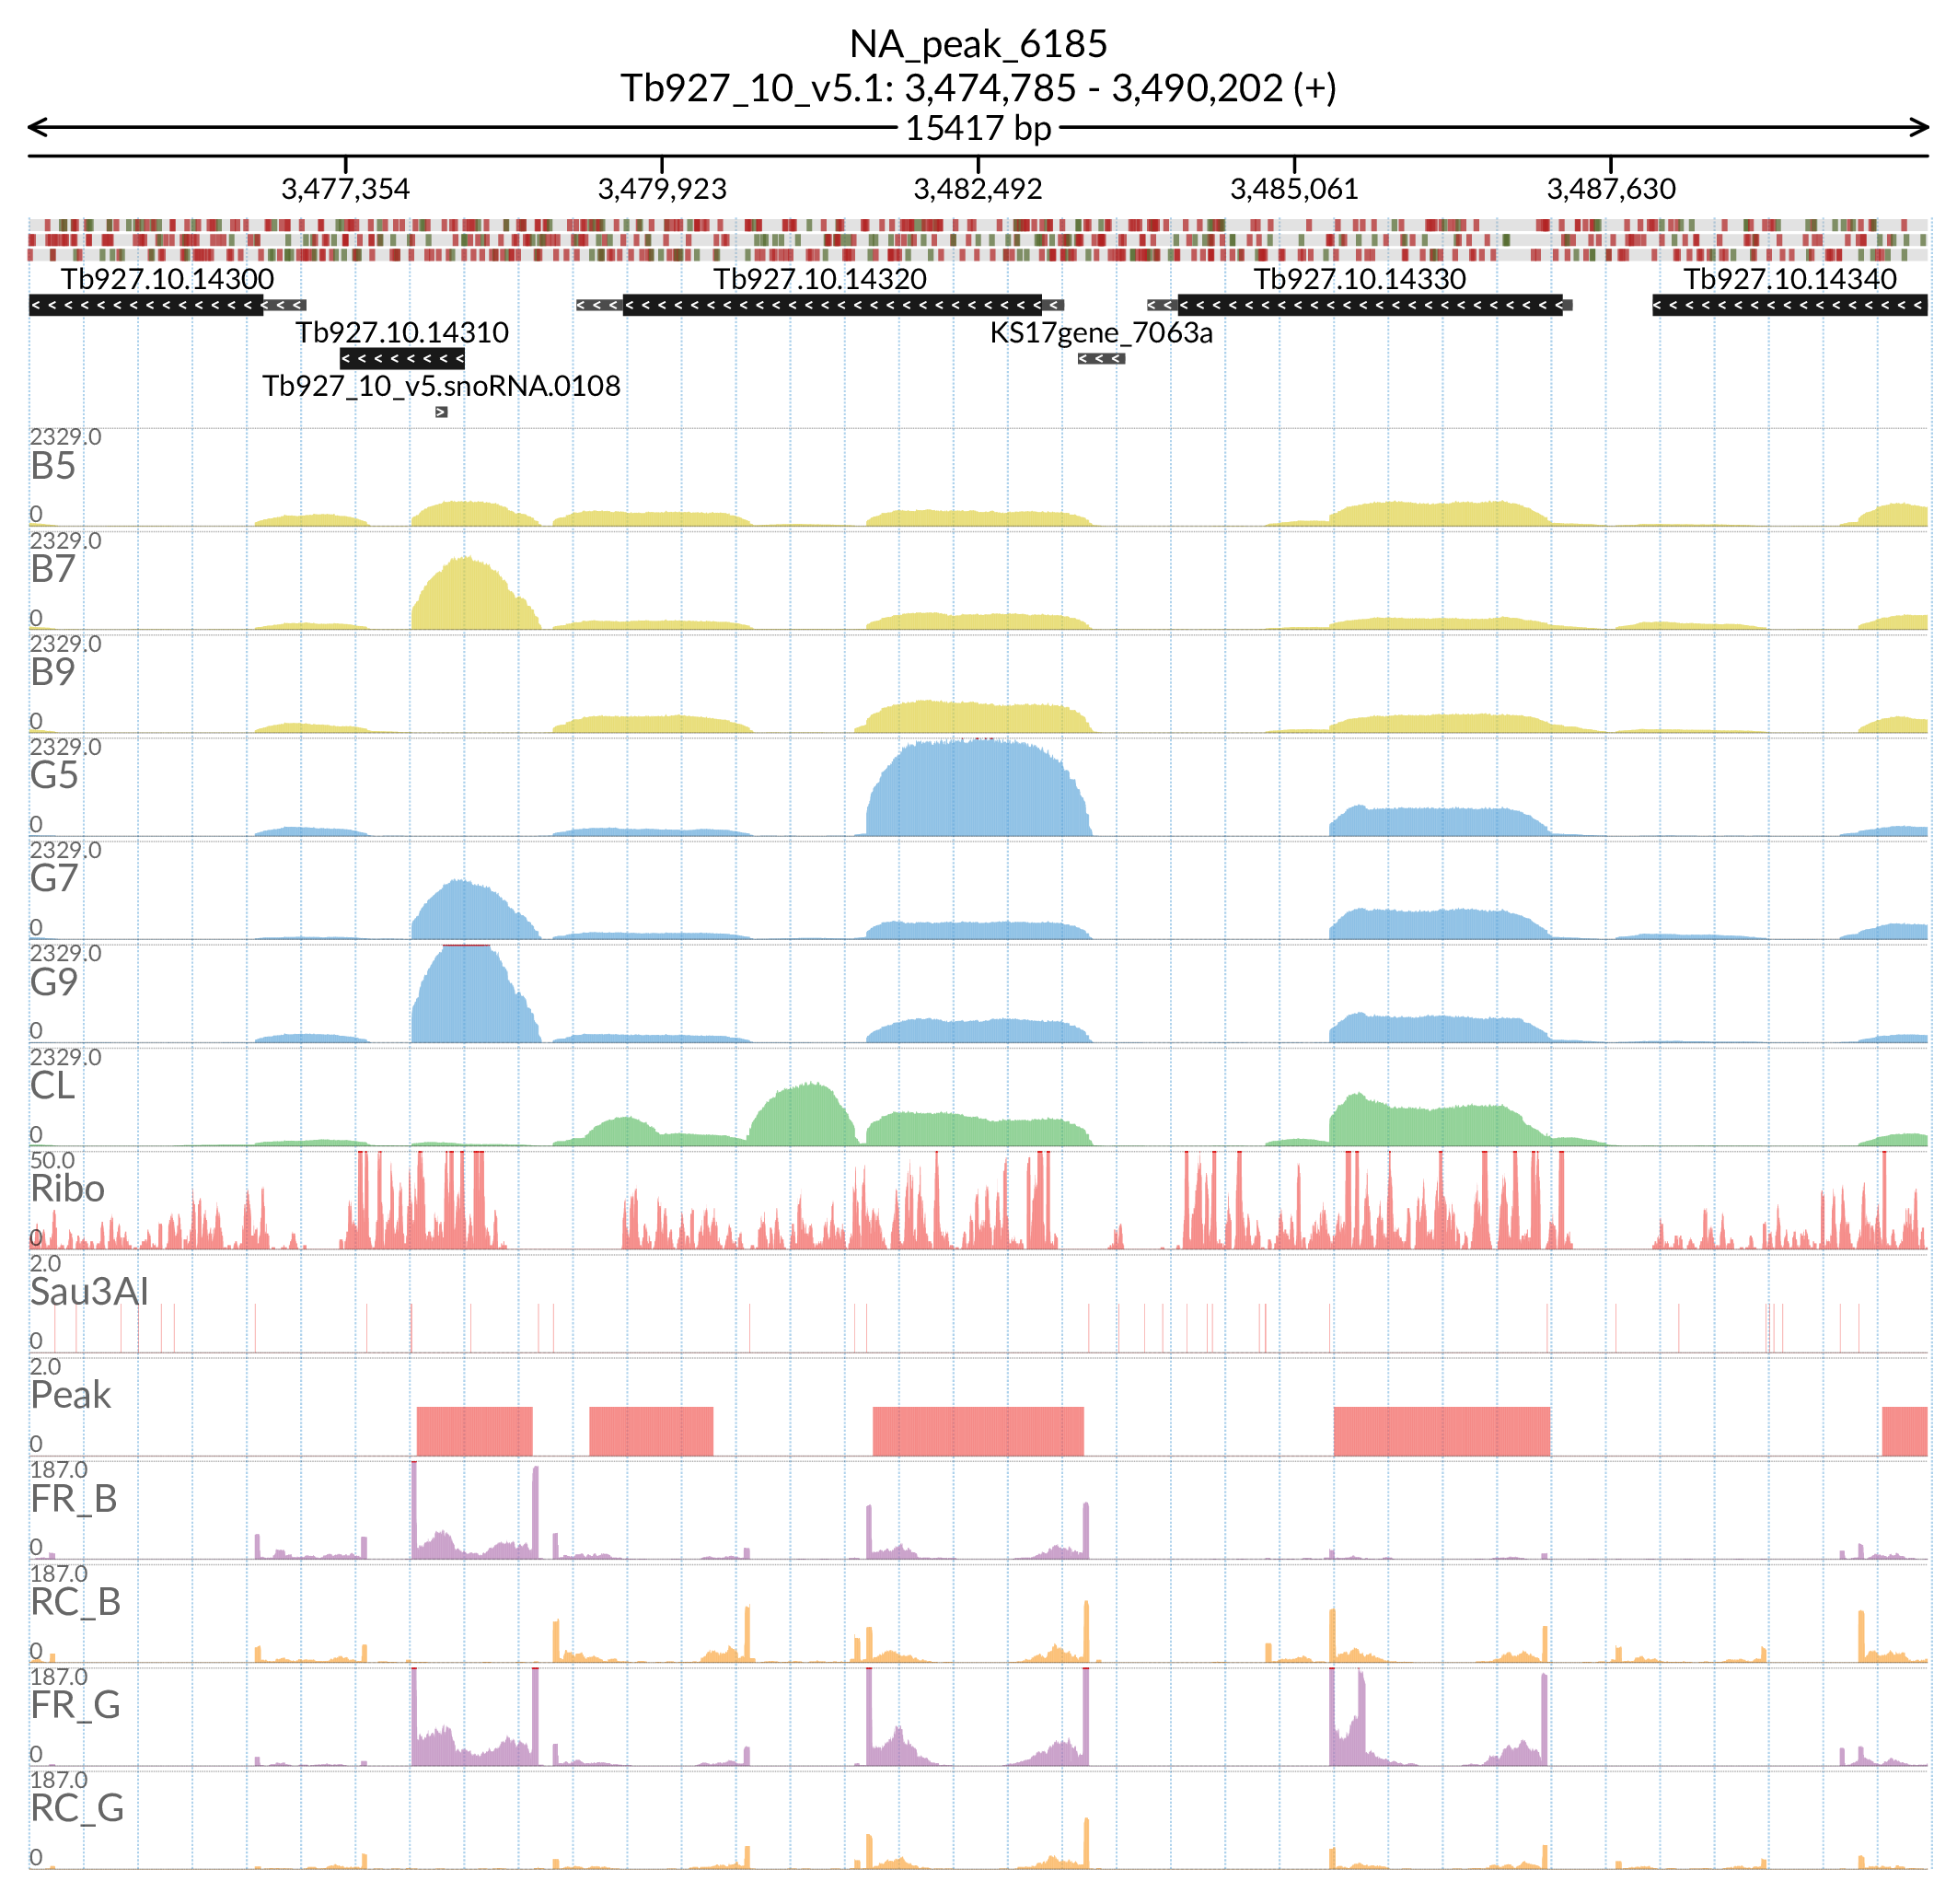 NA_peak_6185
Tb927_10_v5.1: 3,474,785 - 3,490,202 (+)
15417 bp
3,477,354 3,479,923 3,482,492 3,485,061 3,487,630
Tb927.10.14300 Tb927.10.14320 Tb927.10.14330 Tb927.10.14340
Tb927.10.14310 KS17gene_7063a
Tb927_10_v5.snoRNA.0108
2329.0
B5
0
2329.0
B7
0
2329.0
B9
0
2329.0
G5
0
2329.0
G7
0
2329.0
G9
0
2329.0
CL
0
50.0
Ribo
0
2.0
Sau3AI
0
2.0
Peak
0
187.0
FR_B
0
187.0
RC_B
0
187.0
FR_G
0
187.0
RC_G
0